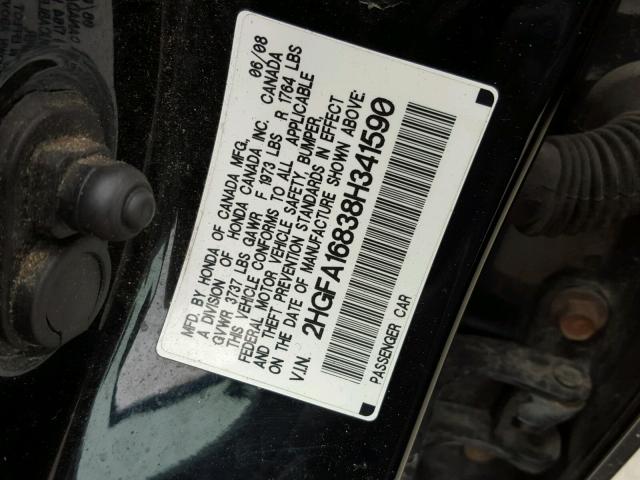 MFD. BY HONDA OF CANADA MFG. 06/08
A DIVISION OF HONDA CANADA INC. CANADA
GVWR 3737 LBS GAWR F 1973 LBS R 1764 LBS
THIS VEHICLE CONFORMS TO ALL APPLICABLE
FEDERAL MOTOR VEHICLE SAFETY, BUMPER,
AND THEFT PREVENTION STANDARDS IN EFFECT
ON THE DATE OF MANUFACTURE SHOWN ABOVE:
V.I.N. 2HGFA16838H341590
PASSENGER CAR